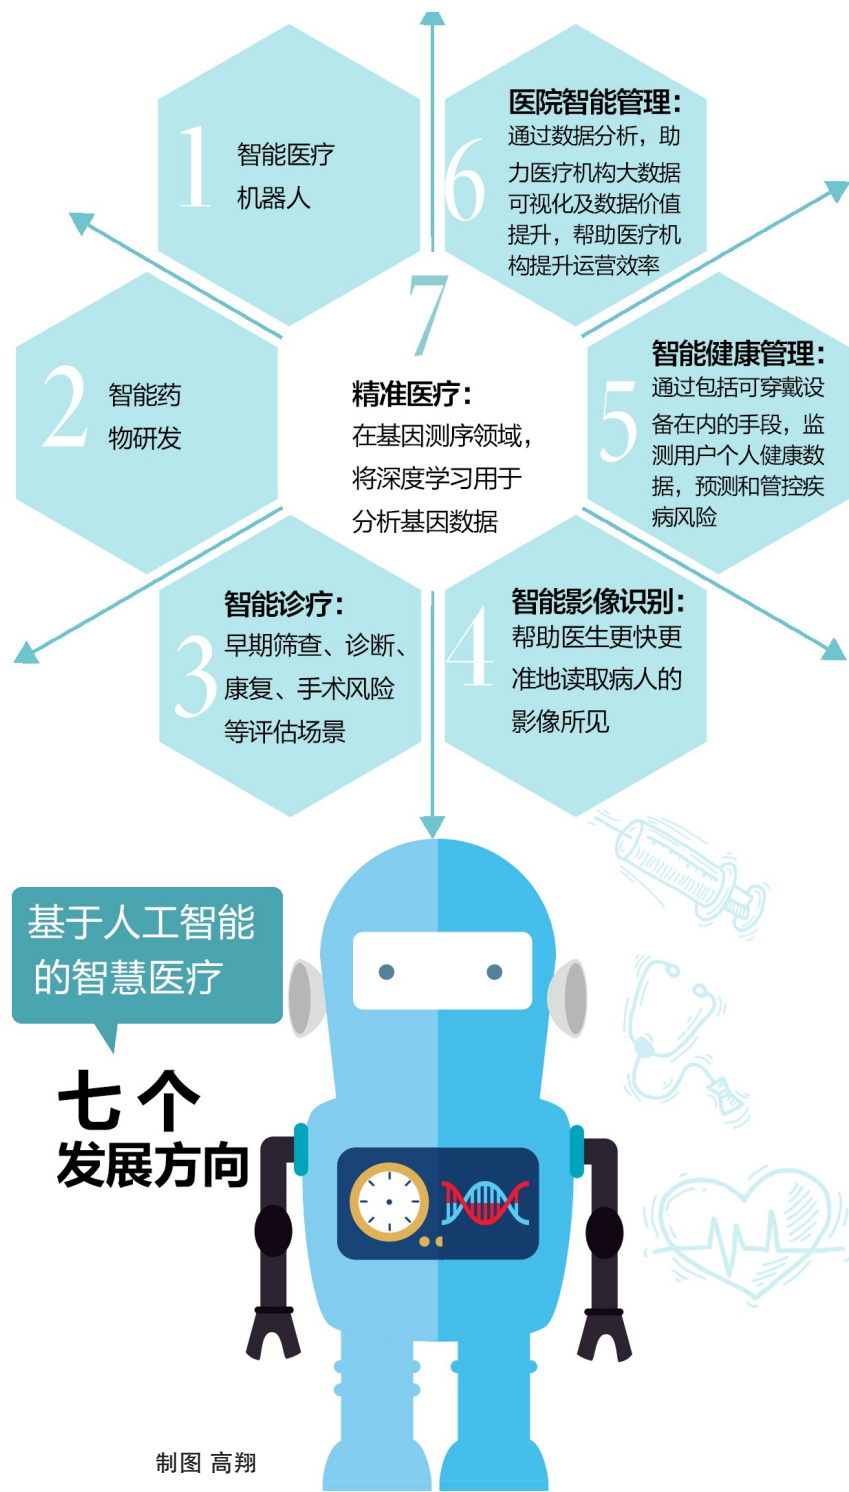 1
智能医疗
机器人
2
智能药
物研发
3
智能诊疗：
早期筛查、诊断、
康复、手术风险
等评估场景
4
智能影像识别：
帮助医生更快更
准地读取病人的
影像所见
5
智能健康管理：
通过包括可穿戴设
备在内的手段，监
测用户个人健康数
据，预测和管控疾
病风险
6
医院智能管理：
通过数据分析，助
力医疗机构大数据
可视化及数据价值
提升，帮助医疗机
构提升运营效率
7
精准医疗：
在基因测序领域，
将深度学习用于
分析基因数据
基于人工智能
的智慧医疗
七个
发展方向
制图 高翔